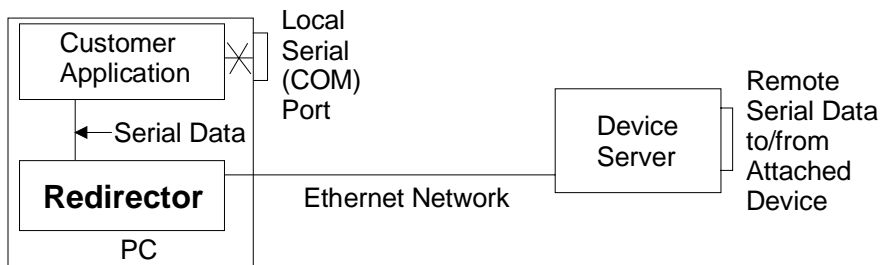 Customer
Application
Local
Serial
(COM)
Port
Serial Data
Redirector
PC
Ethernet Network
Device
Server
Remote
Serial Data
to/from
Attached
Device